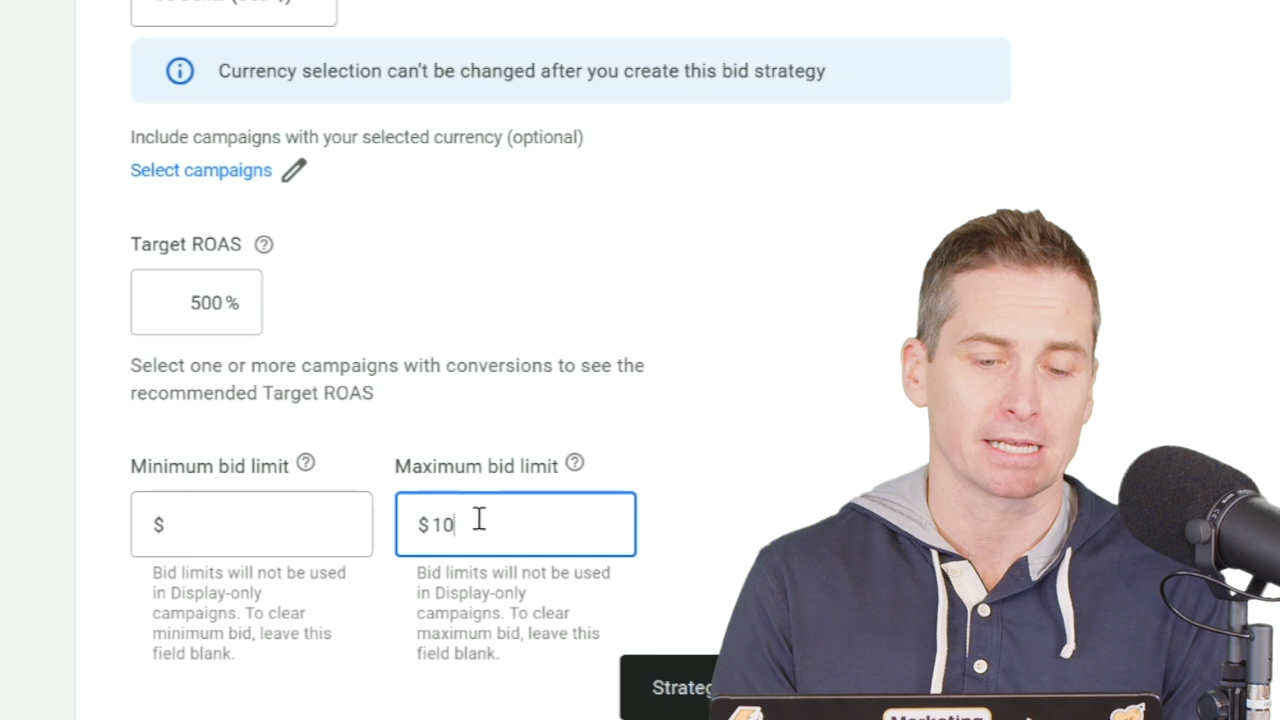 Currency selection can't be changed after you create this bid strategy
Include campaigns with your selected currency (optional)
Select campaigns
Target ROAS
500 %
Select one or more campaigns with conversions to see the
recommended Target ROAS
Minimum bid limit
Maximum bid limit
$
$ 10
Bid limits will not be used
in Display-only
campaigns. To clear
minimum bid, leave this
field blank.
Bid limits will not be used
in Display-only
campaigns. To clear
maximum bid, leave this
field blank.
Strateg
Marketing